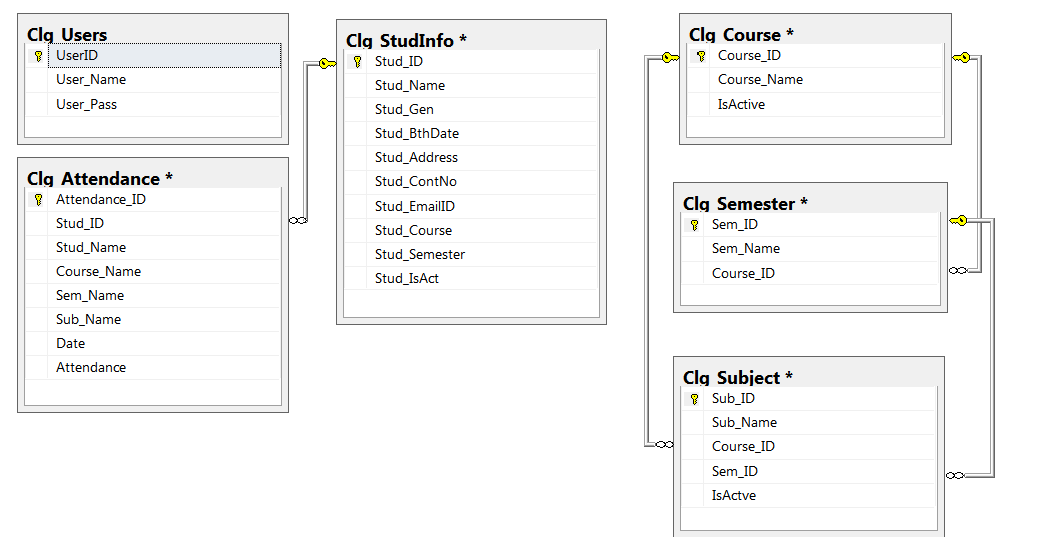 Clg_Users
UserID
User_Name
User_Pass
Clg_Attendance *
Attendance_ID
Stud_ID
Stud_Name
Course_Name
Sem_Name
Sub_Name
Date
Attendance
Clg_StudInfo *
Stud_ID
Stud_Name
Stud_Gen
Stud_BthDate
Stud_Address
Stud_ContNo
Stud_EmailID
Stud_Course
Stud_Semester
Stud_IsAct
Clg_Course *
Course_ID
Course_Name
IsActive
Clg_Semester *
Sem_ID
Sem_Name
Course_ID
Clg_Subject *
Sub_ID
Sub_Name
Course_ID
Sem_ID
IsActve